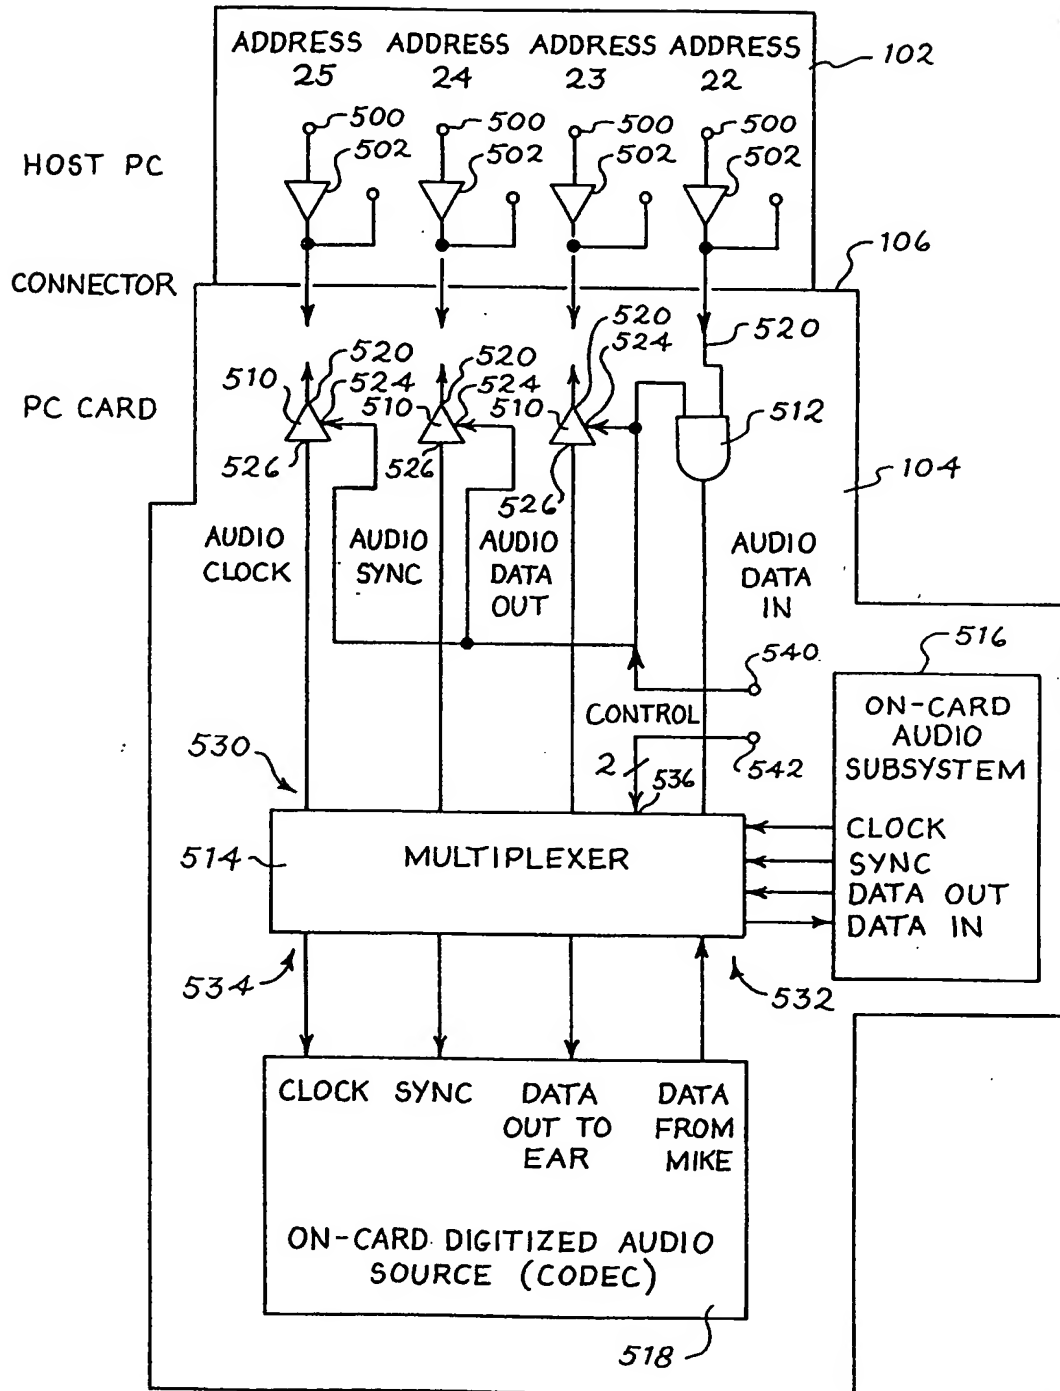 ADDRESS 25
ADDRESS 24
ADDRESS 23
ADDRESS 22
102
500
500
500
500
HOST PC
502
502
502
502
106
CONNECTOR
520
520
520
520
524
524
524
PC CARD
510
510
510
512
526
526
526
104
AUDIO CLOCK
AUDIO SYNC
AUDIO DATA OUT
AUDIO DATA IN
540
516
CONTROL
ON-CARD AUDIO SUBSYSTEM
530
2
542
536
514
MULTIPLEXER
CLOCK
SYNC
DATA OUT
DATA IN
534
532
CLOCK
SYNC
DATA OUT TO EAR
DATA FROM MIKE
ON-CARD DIGITIZED AUDIO
SOURCE (CODEC)
518